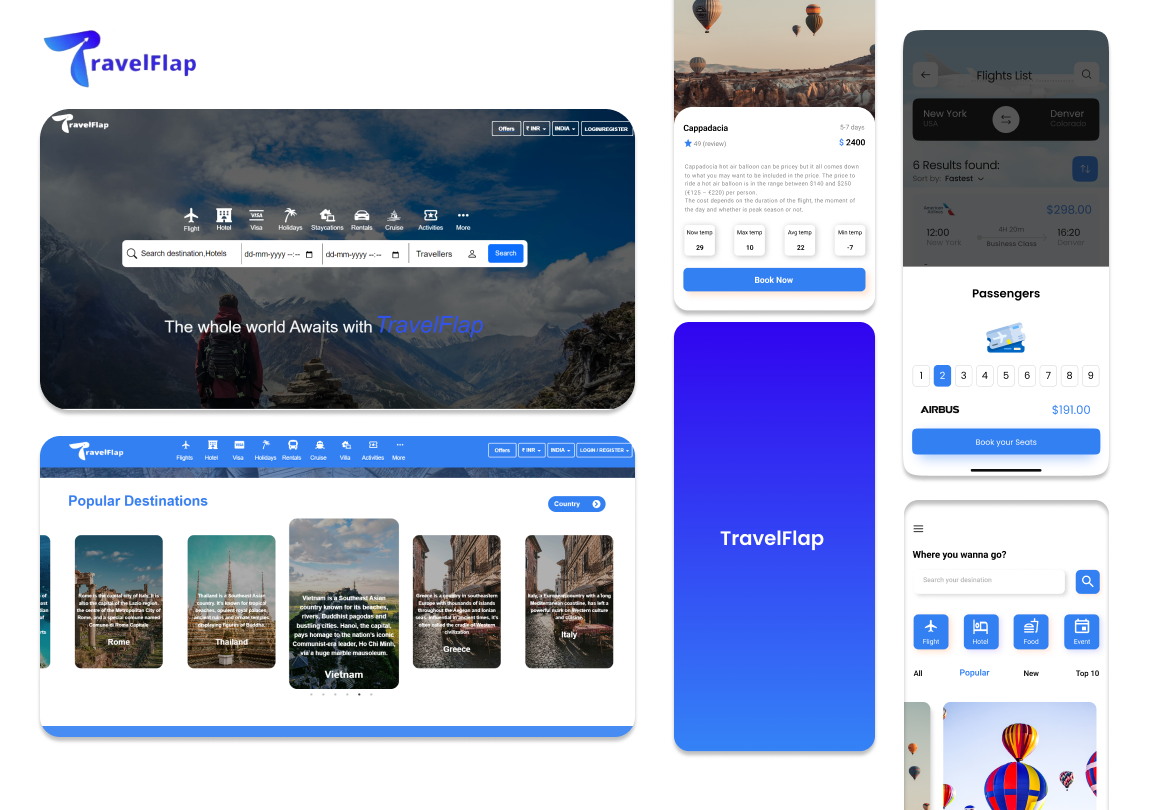 TravelFlap
TravelFlap
Offers
₹ INR
INDIA
LOGIN/REGISTER
Flight
Hotel
VISA
Visa
Holidays
Staycations
Rentals
Cruise
Activities
More
Search destination,Hotels
dd-mm-yyyy --:--
dd-mm-yyyy --:--
Travellers
Search
The whole world Awaits with TravelFlap
TravelFlap
Flights
Hotel
Visa
Holidays
Rentals
Cruise
Villa
Activities
More
Offers
₹ INR
INDIA
LOGIN / REGISTER
Popular Destinations
Country
Rome is the capital city of Italy. It is
also the capital of the Lazio region,
the centre of the Metropolitan City of
Rome, and a special comune named
Comune di Roma Capitale
Rome
Thailand is a Southeast Asian
country. It's known for tropical
beaches, opulent royal palaces,
ancient ruins and ornate temples
displaying figures of Buddha.
Thailand
Vietnam is a Southeast Asian
country known for its beaches,
rivers, Buddhist pagodas and
bustling cities. Hanoi, the capital,
pays homage to the nation's iconic
Communist-era leader, Ho Chi Minh,
via a huge marble mausoleum.
Vietnam
Greece is a country in southeastern
Europe with thousands of islands
throughout the Aegean and Ionian
seas. Influential in ancient times, it's
often called the cradle of Western
civilization
Greece
Italy, a European country with a long
Mediterranean coastline, has left a
powerful mark on Western culture
and cuisine.
Italy
Cappadacia
5-7 days
49 (review)
$ 2400
Cappadocia hot air balloon can be pricey but it all comes down
to what you may want to be included in the price. The price to
ride a hot air balloon is in the range between $140 and $250
(€125 – €220) per person.
The cost depends on the duration of the flight, the moment of
the day and whether is peak season or not.
Now temp
29
Max temp
10
Avg temp
22
Min temp
-7
Book Now
TravelFlap
Flights List
New York
USA
Denver
Colorado
6 Results found:
Sort by: Fastest
American
Airlines
$298.00
12:00
New York
4H 20m
Business Class
16:20
Denver
Passengers
1 2 3 4 5 6 7 8 9
AIRBUS
$191.00
Book your Seats
Where you wanna go?
Search your desination
Flight
Hotel
Food
Event
All
Popular
New
Top 10